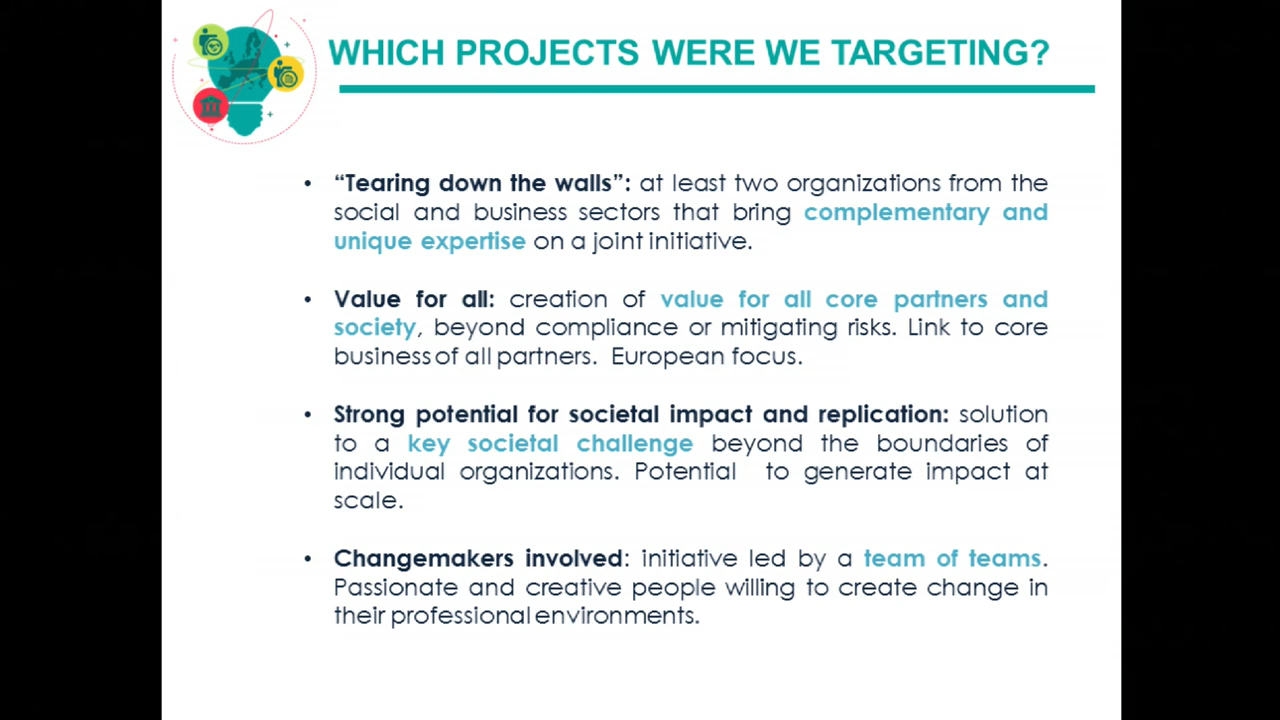 WHICH PROJECTS WERE WE TARGETING?
• “Tearing down the walls”: at least two organizations from the
social and business sectors that bring complementary and
unique expertise on a joint initiative.
• Value for all: creation of value for all core partners and
society, beyond compliance or mitigating risks. Link to core
business of all partners. European focus.
• Strong potential for societal impact and replication: solution
to a key societal challenge beyond the boundaries of
individual organizations. Potential to generate impact at
scale.
• Changemakers involved: initiative led by a team of teams.
Passionate and creative people willing to create change in
their professional environments.